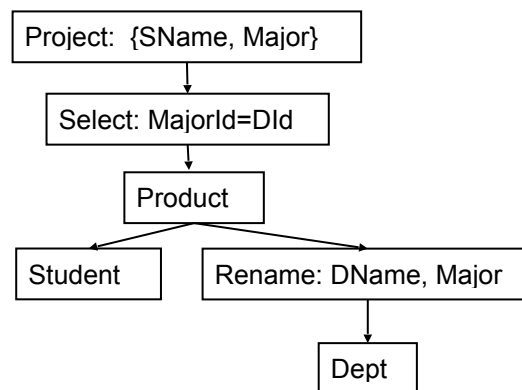 Project:  {SName, Major}
Select: MajorId=DId
Product
Student
Rename: DName, Major
Dept